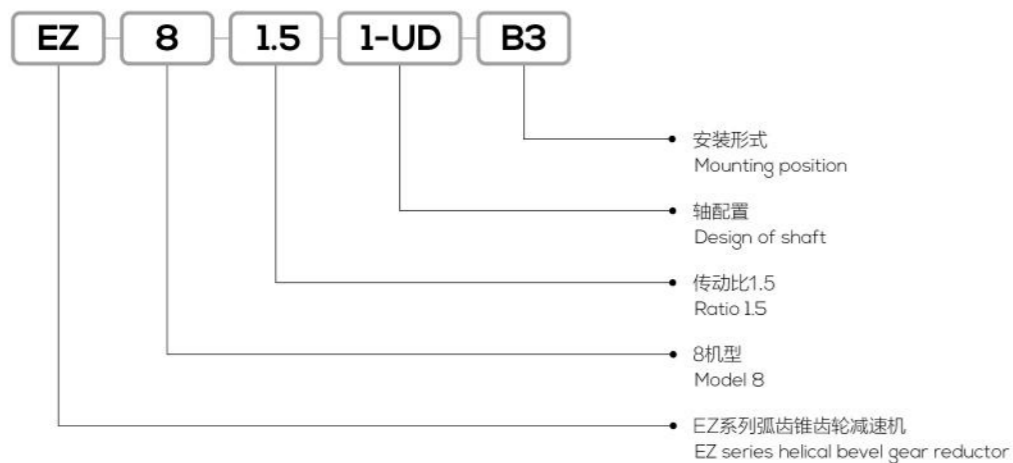 EZ 8 1.5 1-UD B3
安装形式
Mounting position
轴配置
Design of shaft
传动比1.5
Ratio 1.5
8机型
Model 8
EZ系列弧齿锥齿轮减速机
EZ series helical bevel gear reductor